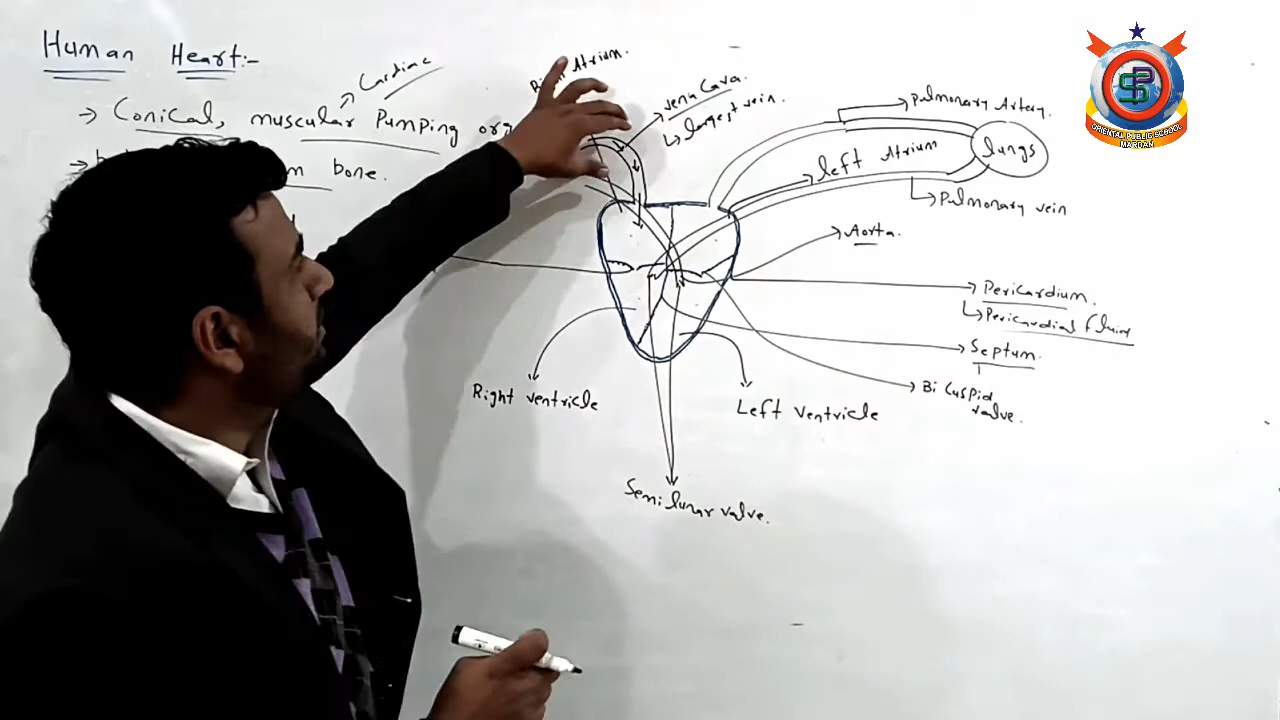 Human Heart:-
→ Cardiac
→ Conical, muscular Pumping org
bone.
Atrium.
vena Cava.
↳ largest vein.
→ Pulmonary Artery.
lungs
→ left Atrium
↳ Pulmonary vein
→ Aorta.
→ Pericardium.
↳ Pericardial fluid
→ Septum.
→ Bi Cuspid
valve.
Right ventricle
Left ventricle
Semi lunar valve.
SPS
ORIENTAL PUBLIC SCHOOL
MARDAN